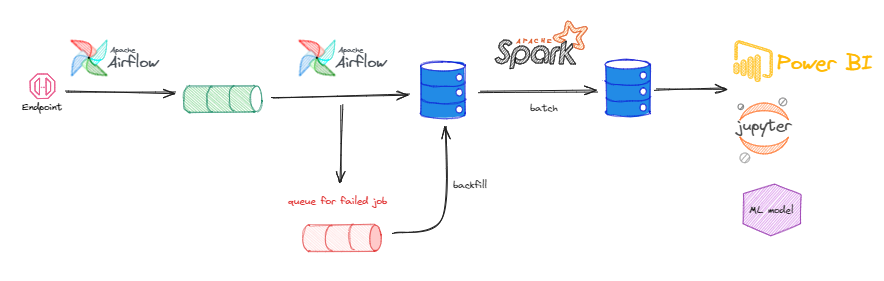 Apache
Airflow
Apache
Airflow
APACHE
Spark
Power BI
Endpoint
batch
jupyter
backfill
queue for failed job
ML model